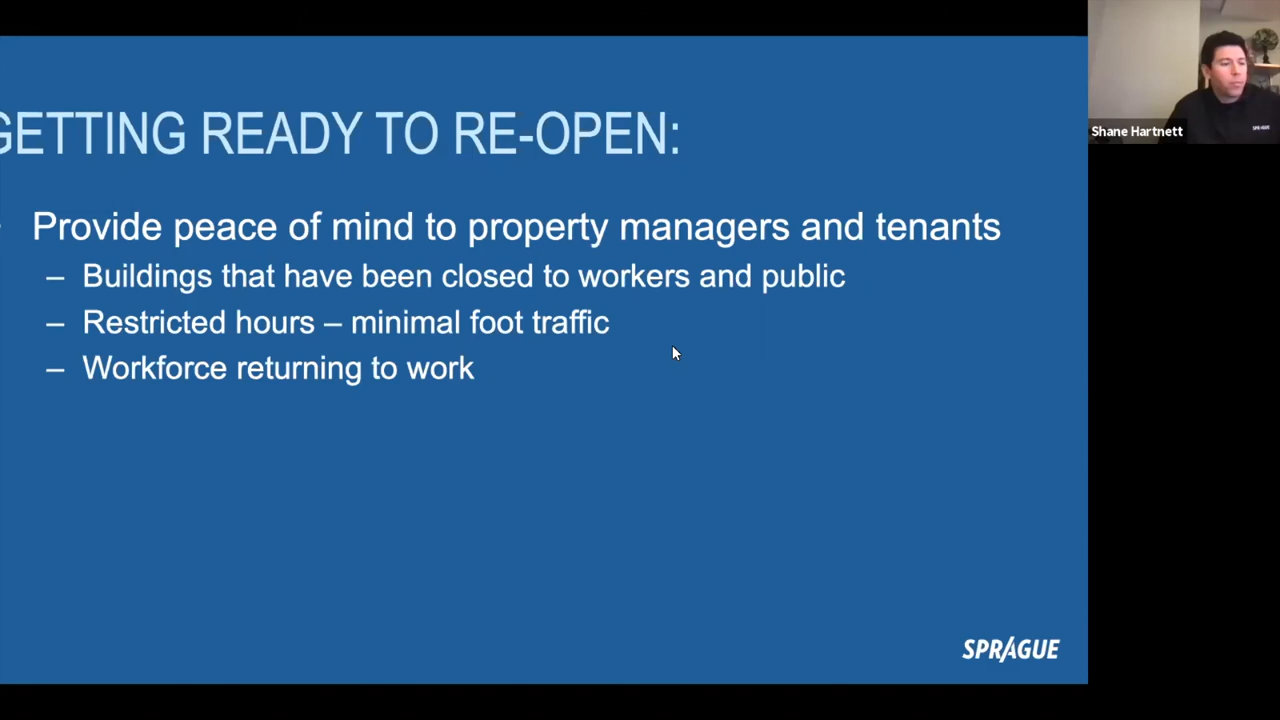 GETTING READY TO RE-OPEN:
Provide peace of mind to property managers and tenants
– Buildings that have been closed to workers and public
– Restricted hours – minimal foot traffic
– Workforce returning to work
SPRAGUE
Shane Hartnett
SPRAGUE